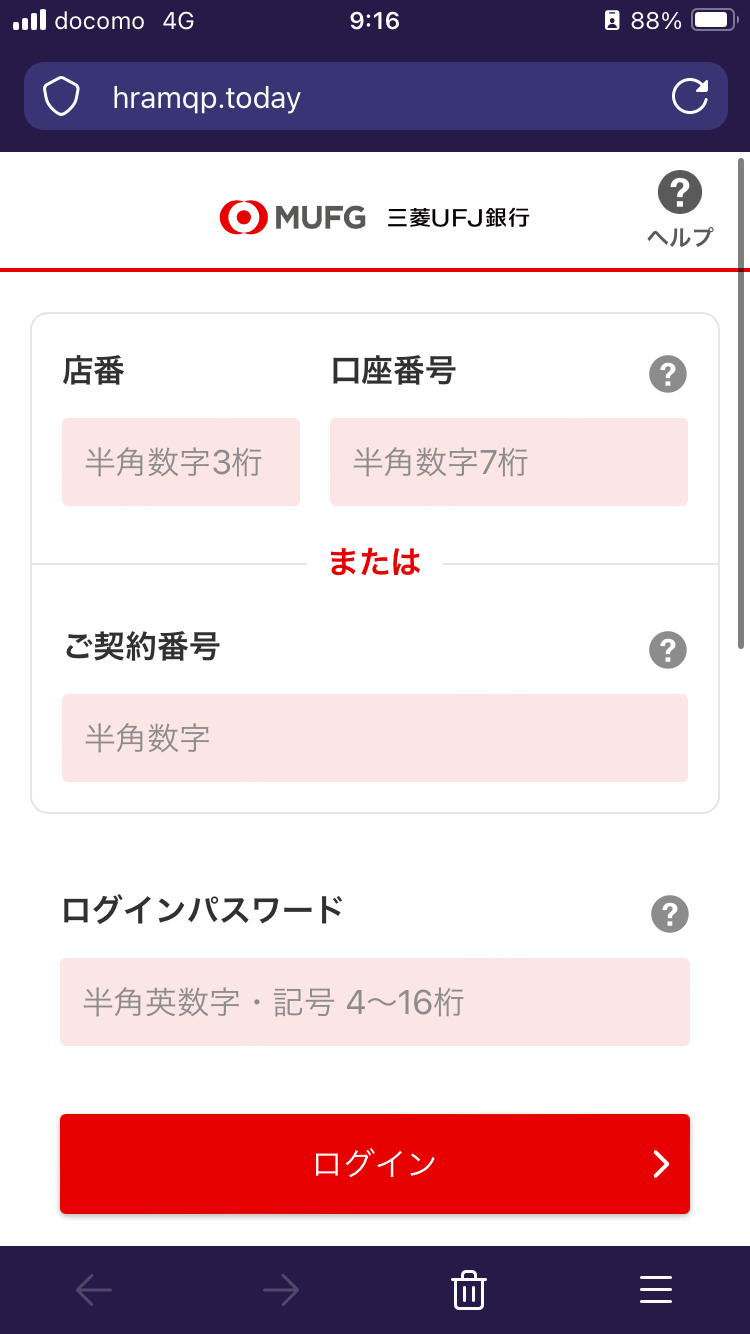 docomo 4G 9:16 88%
hramqp.today
MUFG 三菱UFJ銀行
ヘルプ
店番 口座番号
半角数字3桁 半角数字7桁
または
ご契約番号
半角数字
ログインパスワード
半角英数字・記号 4〜16桁
ログイン